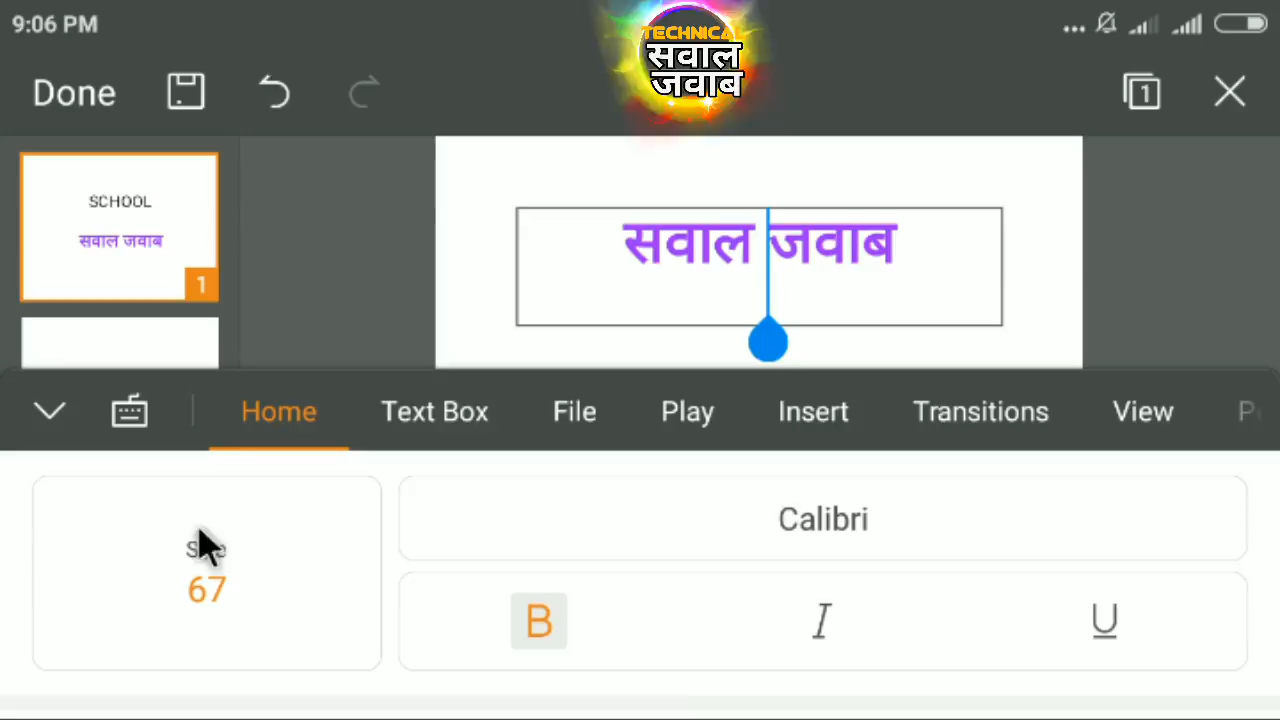 9:06 PM
TECHNICAL
सवाल
जवाब
Done
1
SCHOOL
सवाल जवाब
1
सवाल जवाब
Home
Text Box
File
Play
Insert
Transitions
View
67
Calibri
B
I
U